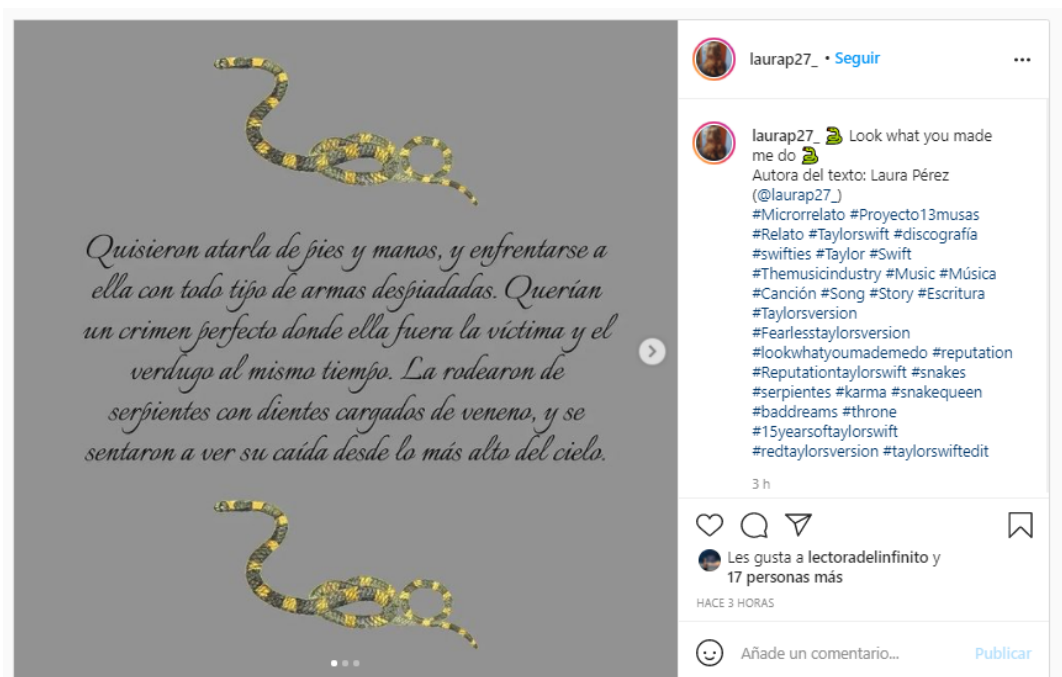 Quisieron atarla de pies y manos, y enfrentarse a
ella con todo tipo de armas despiadadas. Querían
un crimen perfecto donde ella fuera la víctima y el
verdugo al mismo tiempo. La rodearon de
serpientes con dientes cargados de veneno, y se
sentaron a ver su caída desde lo más alto del cielo.
laurap27_ • Seguir
laurap27_ 🐍 Look what you made
me do 🐍
Autora del texto: Laura Pérez
(@laurap27_)
#Microrrelato #Proyecto13musas
#Relato #Taylorswift #discografía
#swifties #Taylor #Swift
#Themusicindustry #Music #Música
#Canción #Song #Story #Escritura
#Taylorsversion
#Fearlesstaylorsversion
#lookwhatyoumademedo #reputation
#Reputationtaylorswift #snakes
#serpientes #karma #snakequeen
#baddreams #throne
#15yearsoftaylorswift
#redtaylorsversion #taylorswiftedit
3 h
Les gusta a lectoradelinfinito y
17 personas más
HACE 3 HORAS
Añade un comentario... Publicar